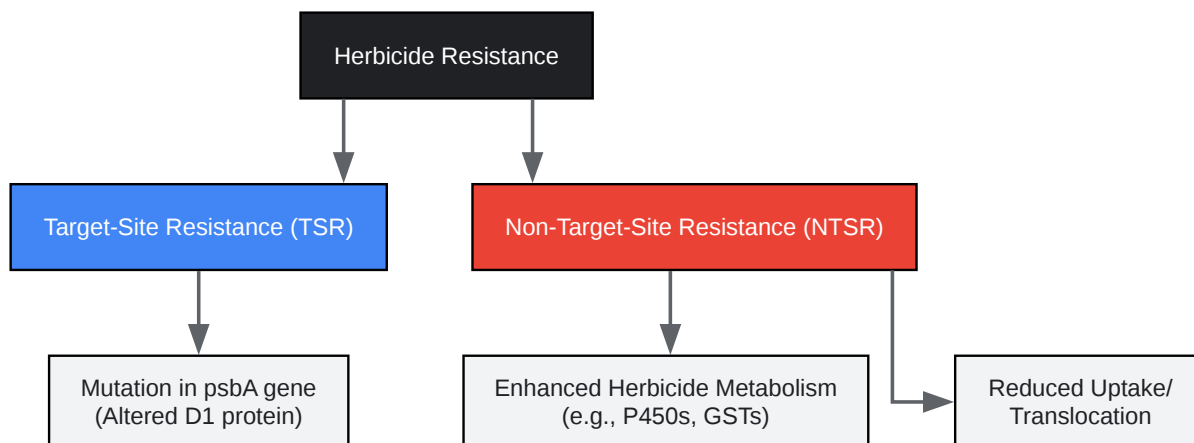 Herbicide Resistance
Target-Site Resistance (TSR)
Non-Target-Site Resistance (NTSR)
Mutation in psbA gene
(Altered D1 protein)
Enhanced Herbicide Metabolism
(e.g., P450s, GSTs)
Reduced Uptake/
Translocation